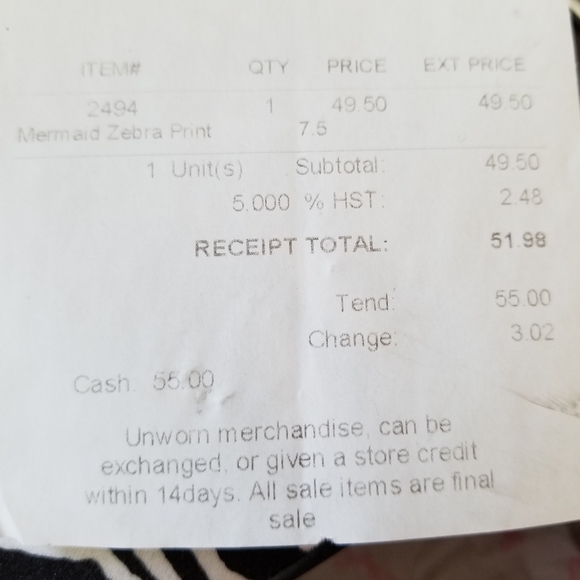 ITEM# QTY PRICE EXT PRICE
2494 1 49.50 49.50
Mermaid Zebra Print 7.5
1 Unit(s) Subtotal: 49.50
5.000 % HST: 2.48
RECEIPT TOTAL: 51.98
Tend: 55.00
Change: 3.02
Cash: 55.00
Unworn merchandise, can be
exchanged, or given a store credit
within 14days. All sale items are final
sale